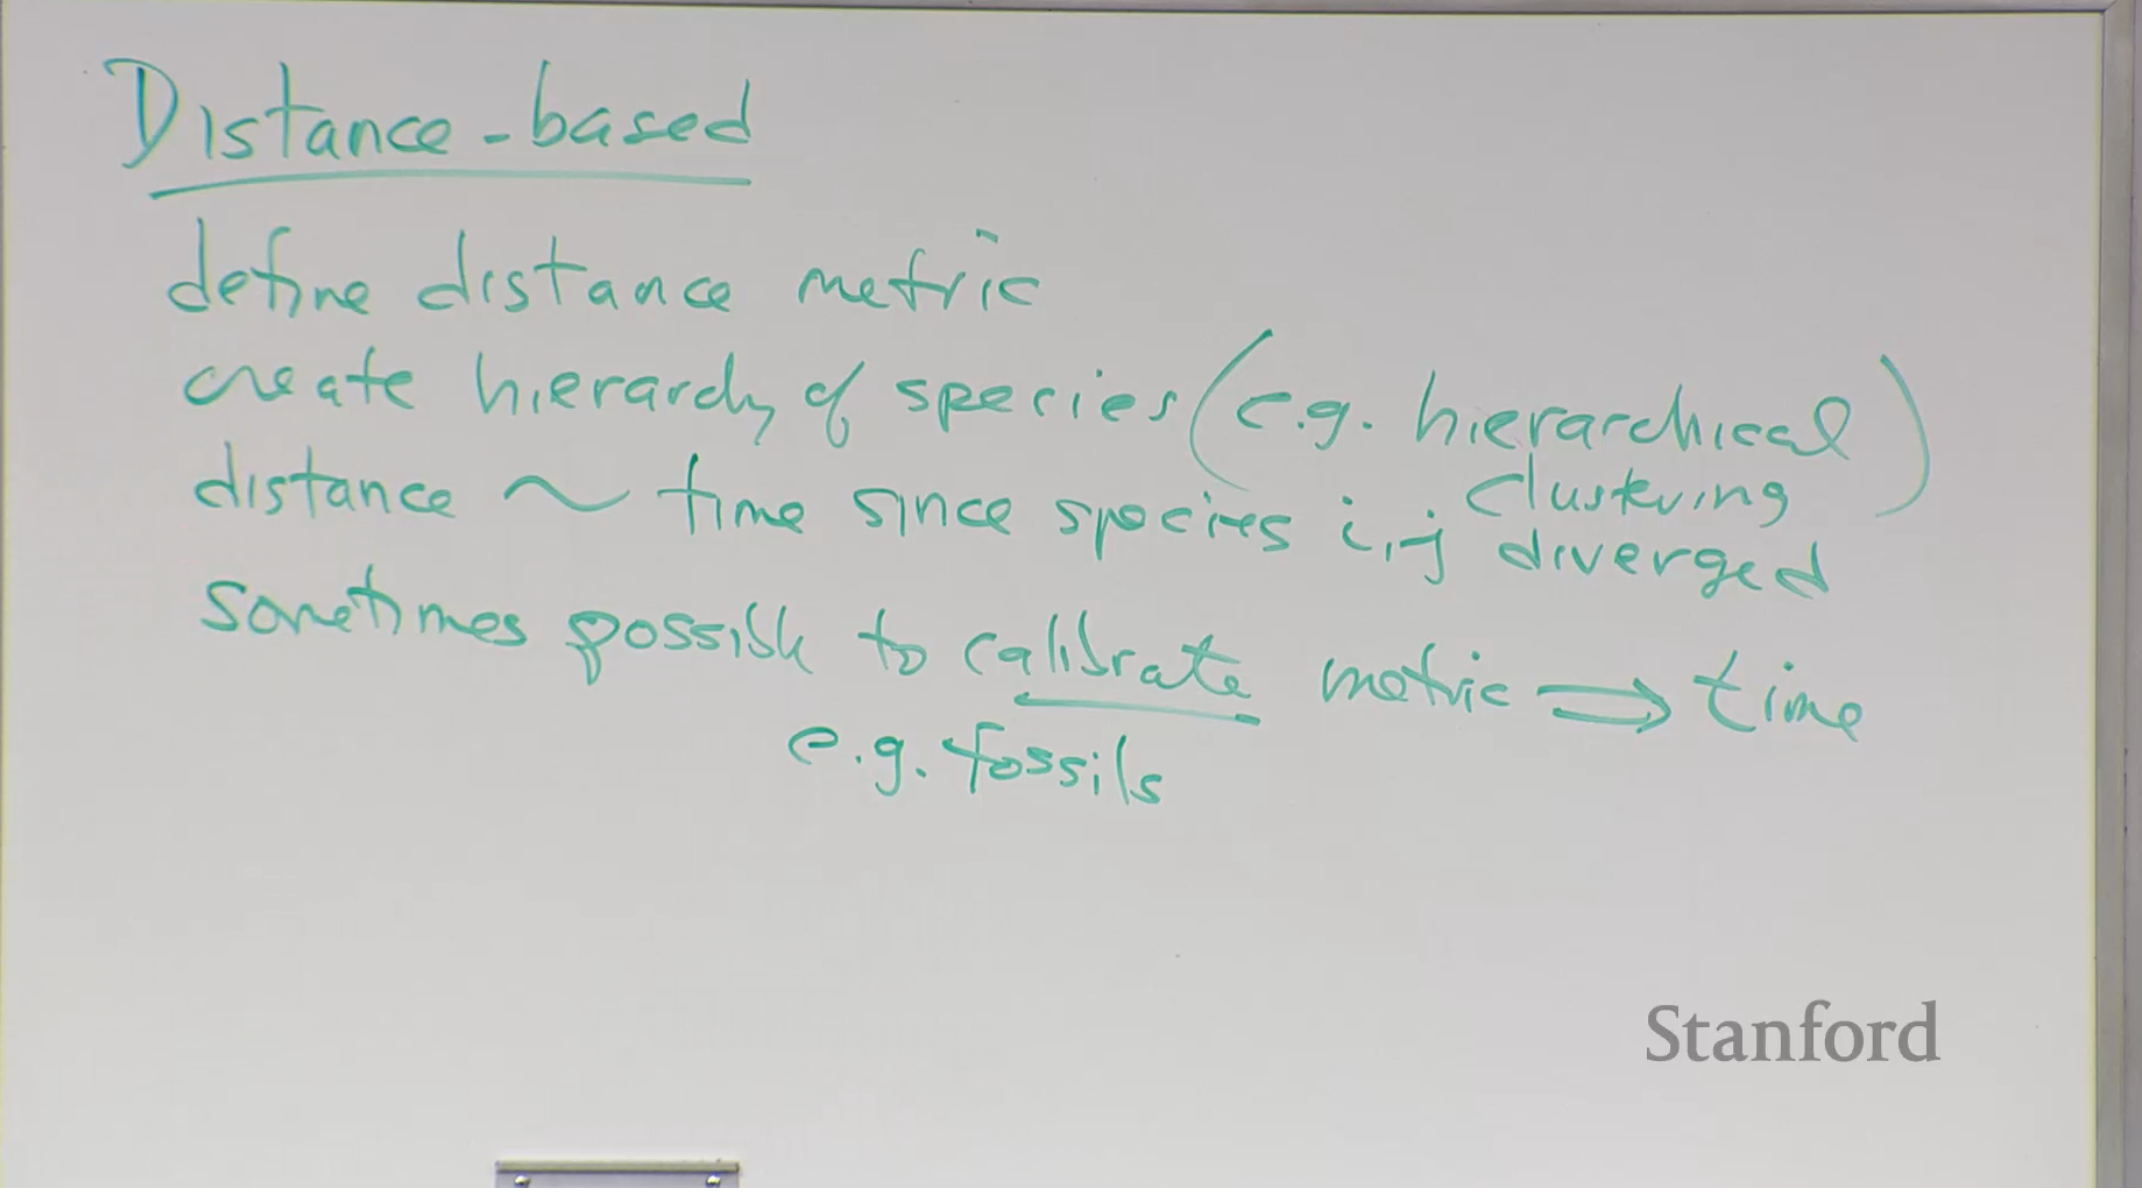 Distance-based
define distance metric
create hierarchy of species (e.g. hierarchical clustering)
distance ~ time since species i,j diverged
sometimes possible to calibrate metric ⇒ time
e.g. fossils
Stanford